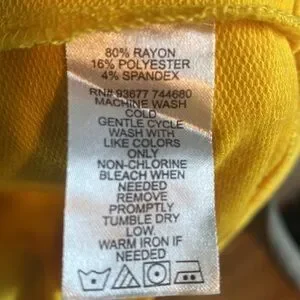 80% RAYON
16% POLYESTER
4% SPANDEX
RN# 93677 744680
MACHINE WASH
COLD
GENTLE CYCLE
WASH WITH
LIKE COLORS
ONLY
NON-CHLORINE
BLEACH WHEN
NEEDED
REMOVE
PROMPTLY
TUMBLE DRY
LOW
WARM IRON IF
NEEDED